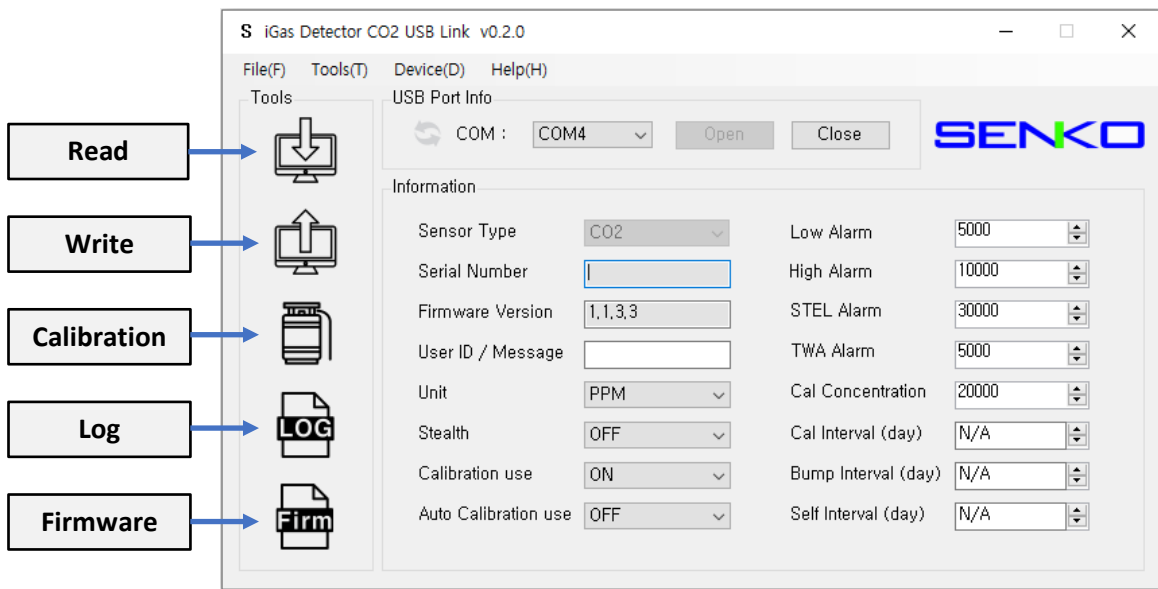 S iGas Detector CO2 USB Link v0.2.0
File(F) Tools(T) Device(D) Help(H)
Tools
Read
Write
Calibration
Log
LOG
Firmware
Firm
USB Port Info
COM : COM4 Open Close
SENKO
Information
Sensor Type CO2
Serial Number
Firmware Version 1,1,3,3
User ID / Message
Unit PPM
Stealth OFF
Calibration use ON
Auto Calibration use OFF
Low Alarm 5000
High Alarm 10000
STEL Alarm 30000
TWA Alarm 5000
Cal Concentration 20000
Cal Interval (day) N/A
Bump Interval (day) N/A
Self Interval (day) N/A